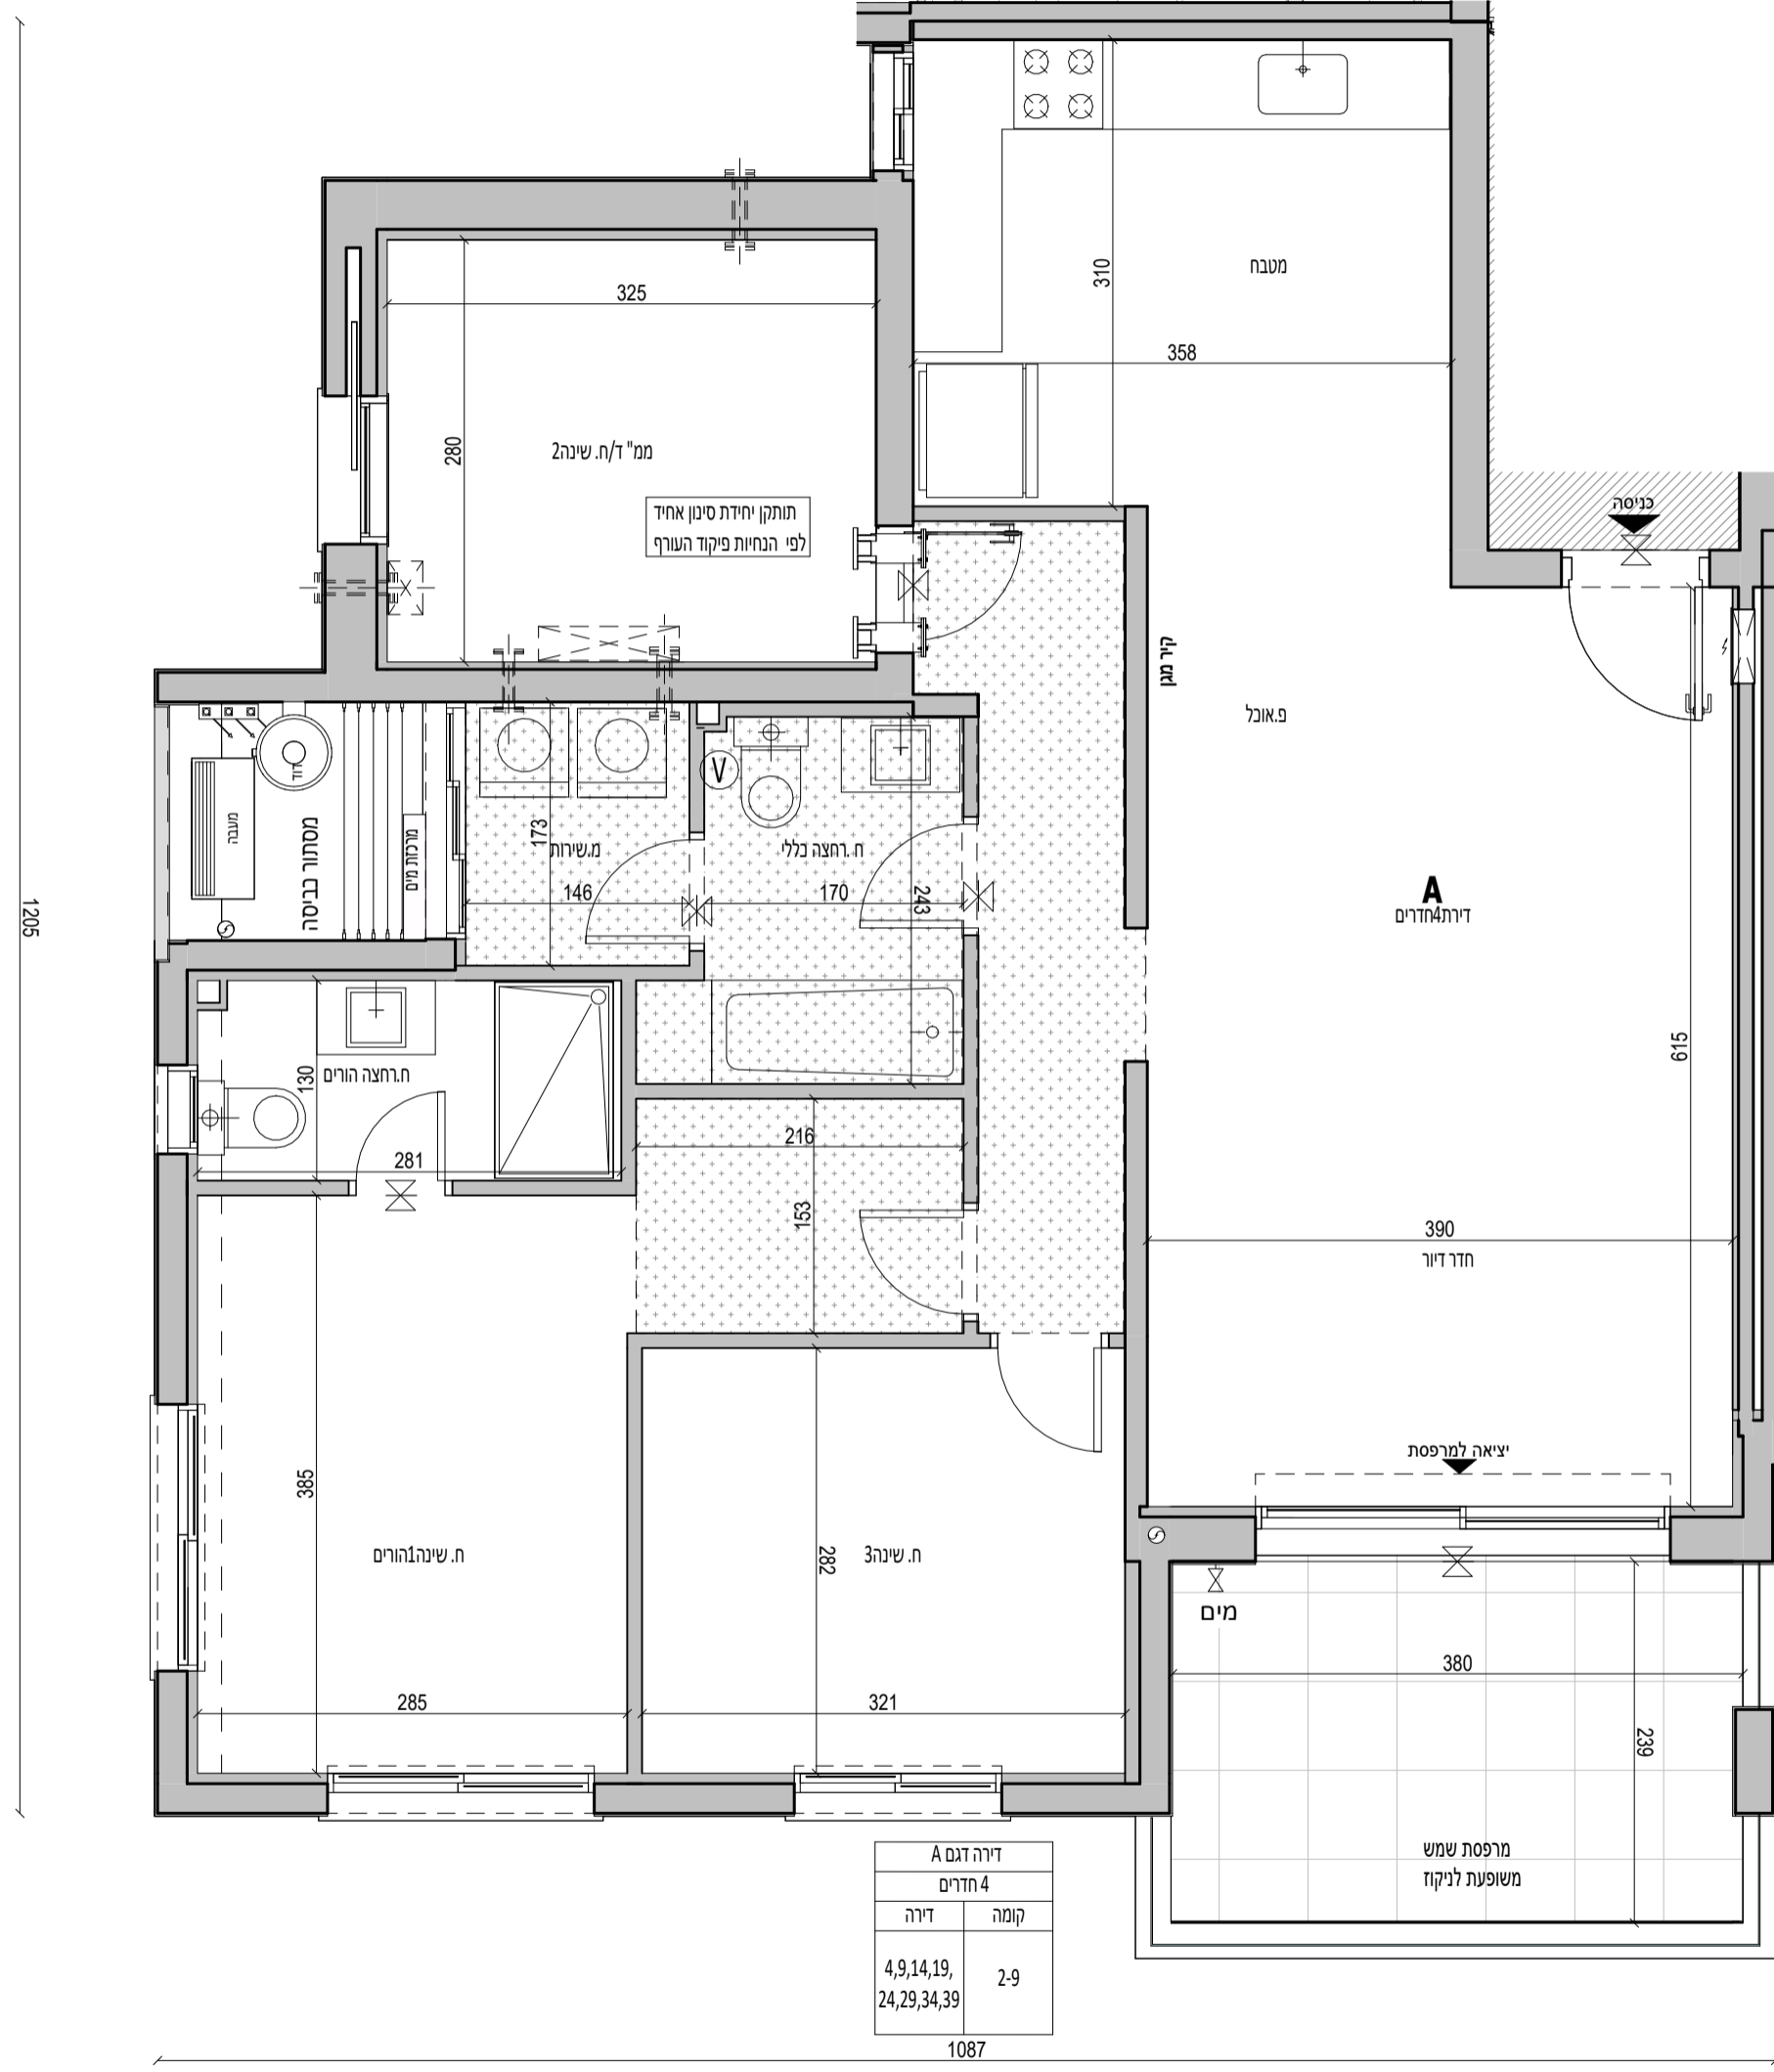 310
מטבח
358
325
280
ממ" ד/ח. שינה2
תותקן יחידת סינון אחיד
לפי הנחיות פיקוד העורף
כניסה
קיר מגן
פ.אוכל
A
דירת4חדרים
דוד
מעבה
מסתור כביסה
מרכזת מים
173
מ.שירות
146
V
ח.רחצה כללי
170
243
1205
615
130
ח.רחצה הורים
281
216
153
390
חדר דיור
יציאה למרפסת
385
ח. שינה1הורים
285
282
ח. שינה3
321
מים
380
239
מרפסת שמש
משופעת לניקוז
דירה דגם A
4 חדרים
קומה דירה
2-9 4,9,14,19,
24,29,34,39
1087